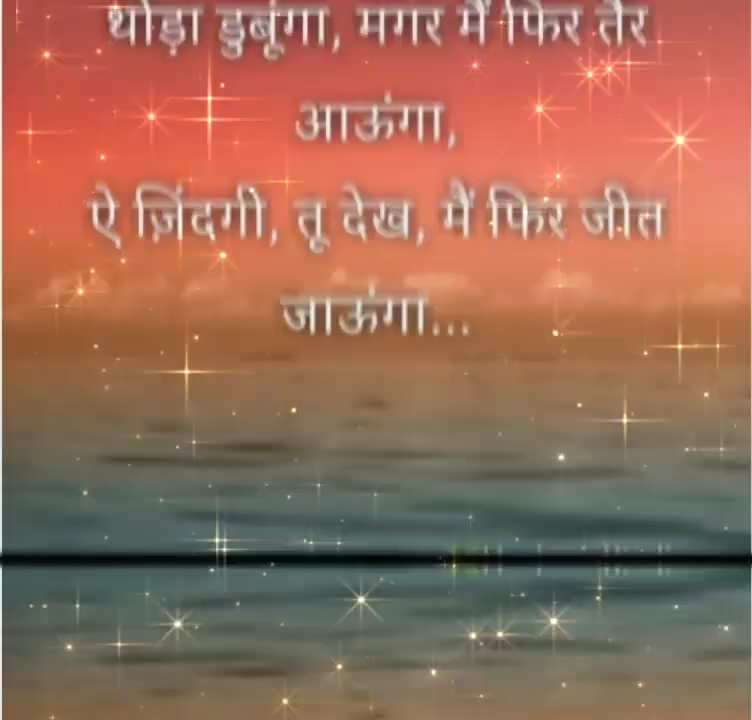 थोड़ा डुबूंगा, मगर मैं फिर तैर
आऊंगा,
ऐ ज़िंदगी, तू देख, मैं फिर जीत
जाऊंगा...